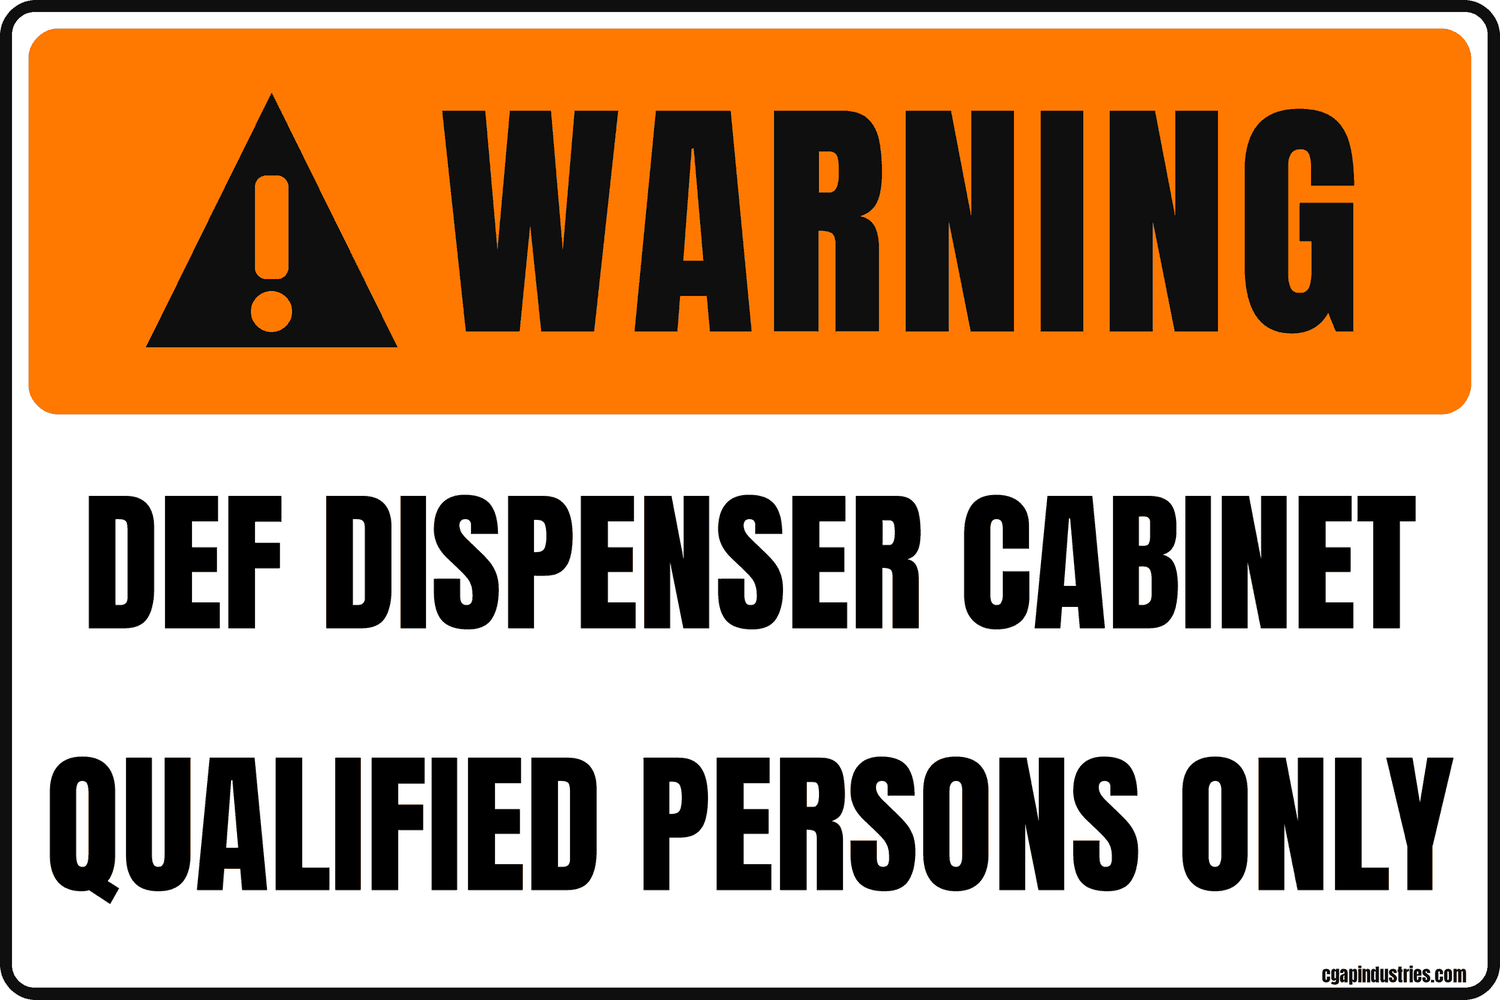 WARNING
DEF DISPENSER CABINET
QUALIFIED PERSONS ONLY
cgapindustries.com